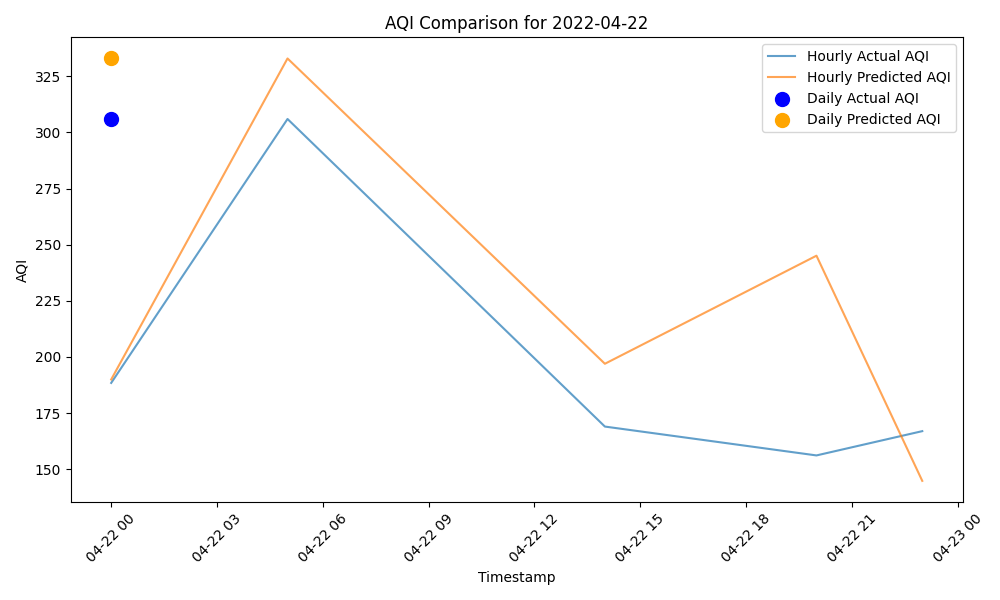 AQI Comparison for 2022-04-22
Hourly Actual AQI
Hourly Predicted AQI
Daily Actual AQI
Daily Predicted AQI
AQI
325
300
275
250
225
200
175
150
04-22 00
04-22 03
04-22 06
04-22 09
04-22 12
04-22 15
04-22 18
04-22 21
04-23 00
Timestamp